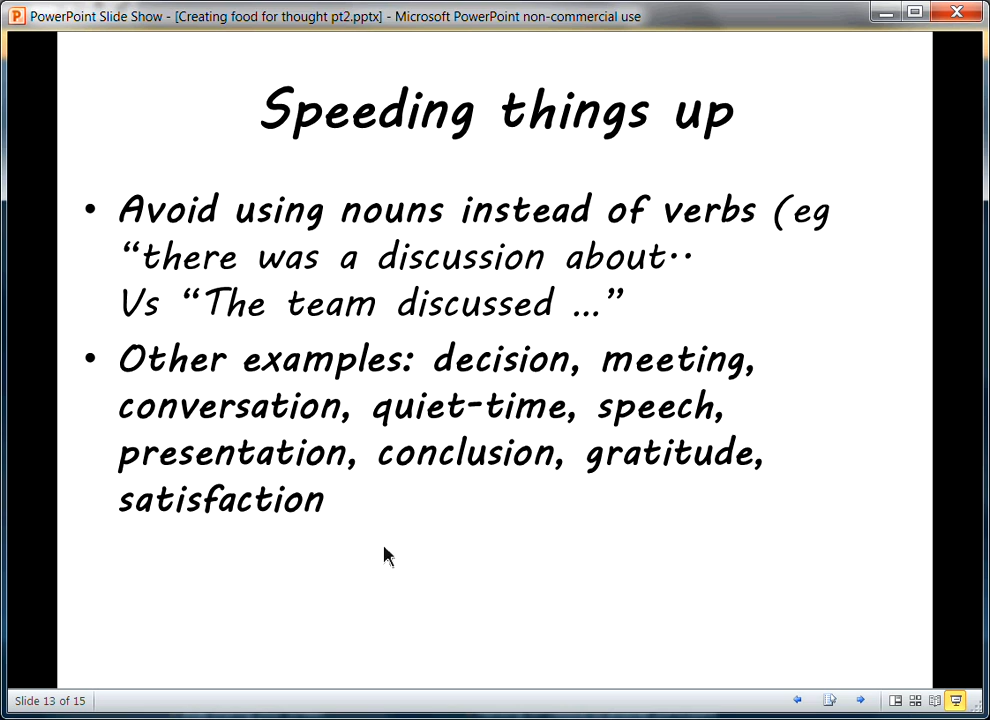 PowerPoint Slide Show - [Creating food for thought pt2.pptx] - Microsoft PowerPoint non-commercial use
Speeding things up
• Avoid using nouns instead of verbs (eg
“there was a discussion about··
Vs “The team discussed ...”
• Other examples: decision, meeting,
conversation, quiet-time, speech,
presentation, conclusion, gratitude,
satisfaction
Slide 13 of 15